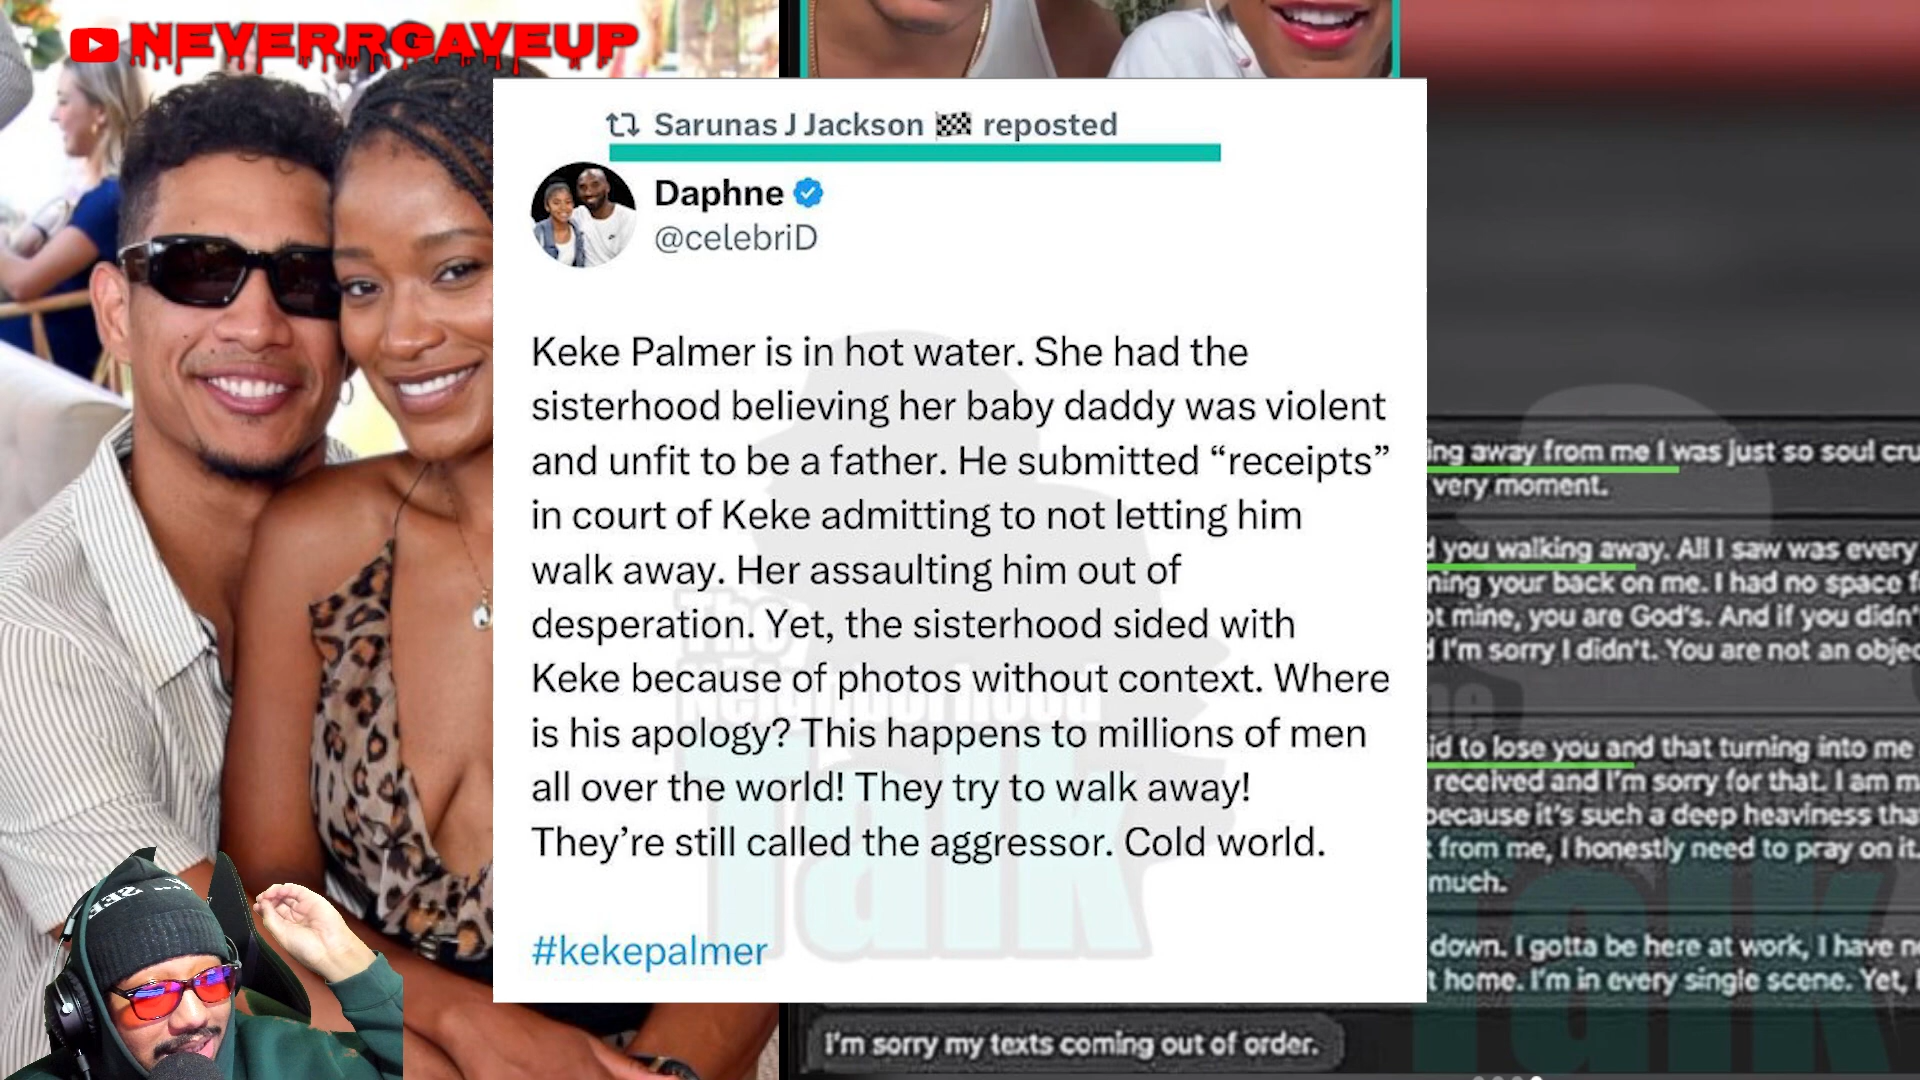 NEVERRGAVEUP
Sarunas J Jackson 🏁 reposted
Daphne
@celebriD
Keke Palmer is in hot water. She had the
sisterhood believing her baby daddy was violent
and unfit to be a father. He submitted “receipts”
in court of Keke admitting to not letting him
walk away. Her assaulting him out of
desperation. Yet, the sisterhood sided with
Keke because of photos without context. Where
is his apology? This happens to millions of men
all over the world! They try to walk away!
They’re still called the aggressor. Cold world.
#kekepalmer
The
Neighborhood
Talk
ing away from me I was just so soul cru
very moment.
d you walking away. All I saw was every
ning your back on me. I had no space f
ot mine, you are God's. And if you didn'
d I'm sorry I didn't. You are not an objec
id to lose you and that turning into me
received and I'm sorry for that. I am m
because it's such a deep heaviness tha
from me, I honestly need to pray on it.
much.
down. I gotta be here at work, I have n
t home. I'm in every single scene. Yet, I
I'm sorry my texts coming out of order.